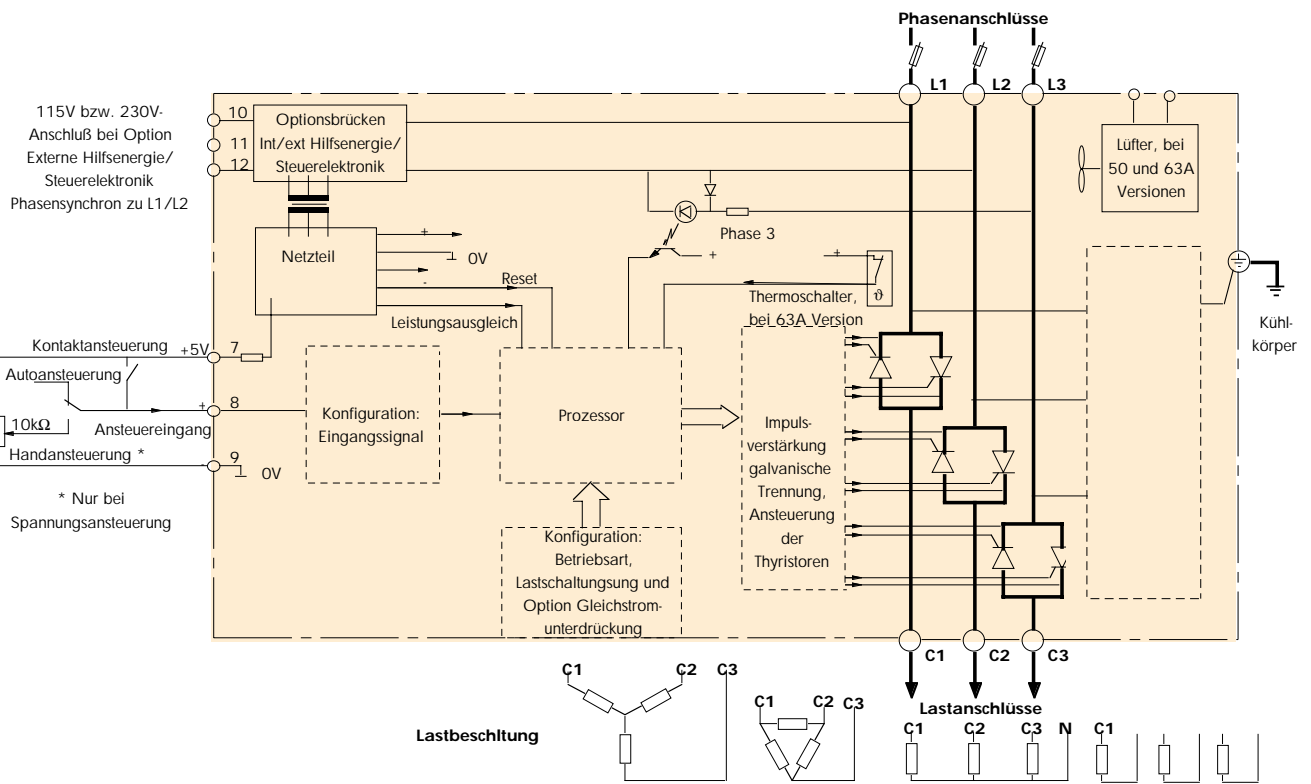 Phasenanschlüsse
L1
L2
L3
115V bzw. 230V-
Anschluß bei Option
Externe Hilfsenergie/
Steuerelektronik
Phasensynchron zu L1/L2
10
11
12
Optionsbrücken
Int/ext Hilfsenergie/
Steuerelektronik
Lüfter, bei
50 und 63A
Versionen
Phase 3
Netzteil
+
0V
-
Reset
Leistungsausgleich
+
+
Thermoschalter,
bei 63A Version
ϑ
Kühl-
körper
Kontaktansteuerung
+5V
7
Autoansteuerung
+
8
10kΩ
Ansteuereingang
Handansteuerung *
-
9
0V
* Nur bei
Spannungsansteuerung
Konfiguration:
Eingangssignal
Prozessor
Impuls-
verstärkung
galvanische
Trennung,
Ansteuerung
der
Thyristoren
Konfiguration:
Betriebsart,
Lastschaltungsung und
Option Gleichstrom-
unterdrückung
C1
C2
C3
Lastanschlüsse
Lastbeschltung
C1
C2
C3
C1
C2
C3
C1
C2
C3
N
C1